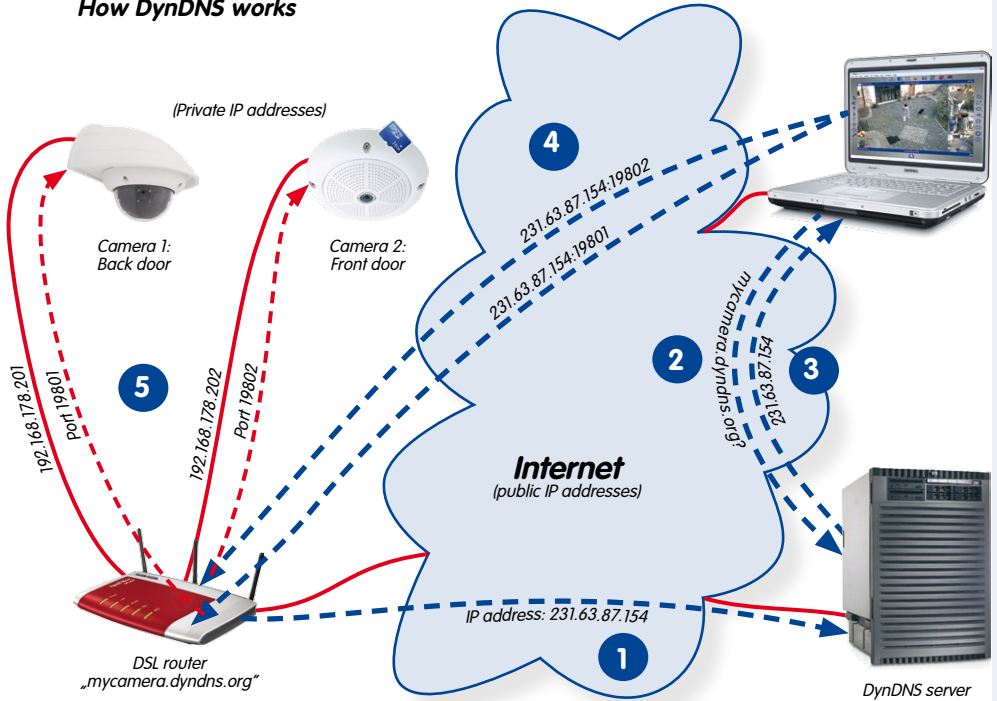 How DynDNS works
(Private IP addresses)
Camera 1:
Back door
Camera 2:
Front door
4
231.63.87.154:19802
231.63.87.154:19801
192.168.178.201
Port 19801
5
192.168.178.202
Port 19802
2
mycamera.dyndns.org?
231.63.87.154
3
Internet
(public IP addresses)
IP address: 231.63.87.154
1
DSL router
„mycamera.dyndns.org“
DynDNS server